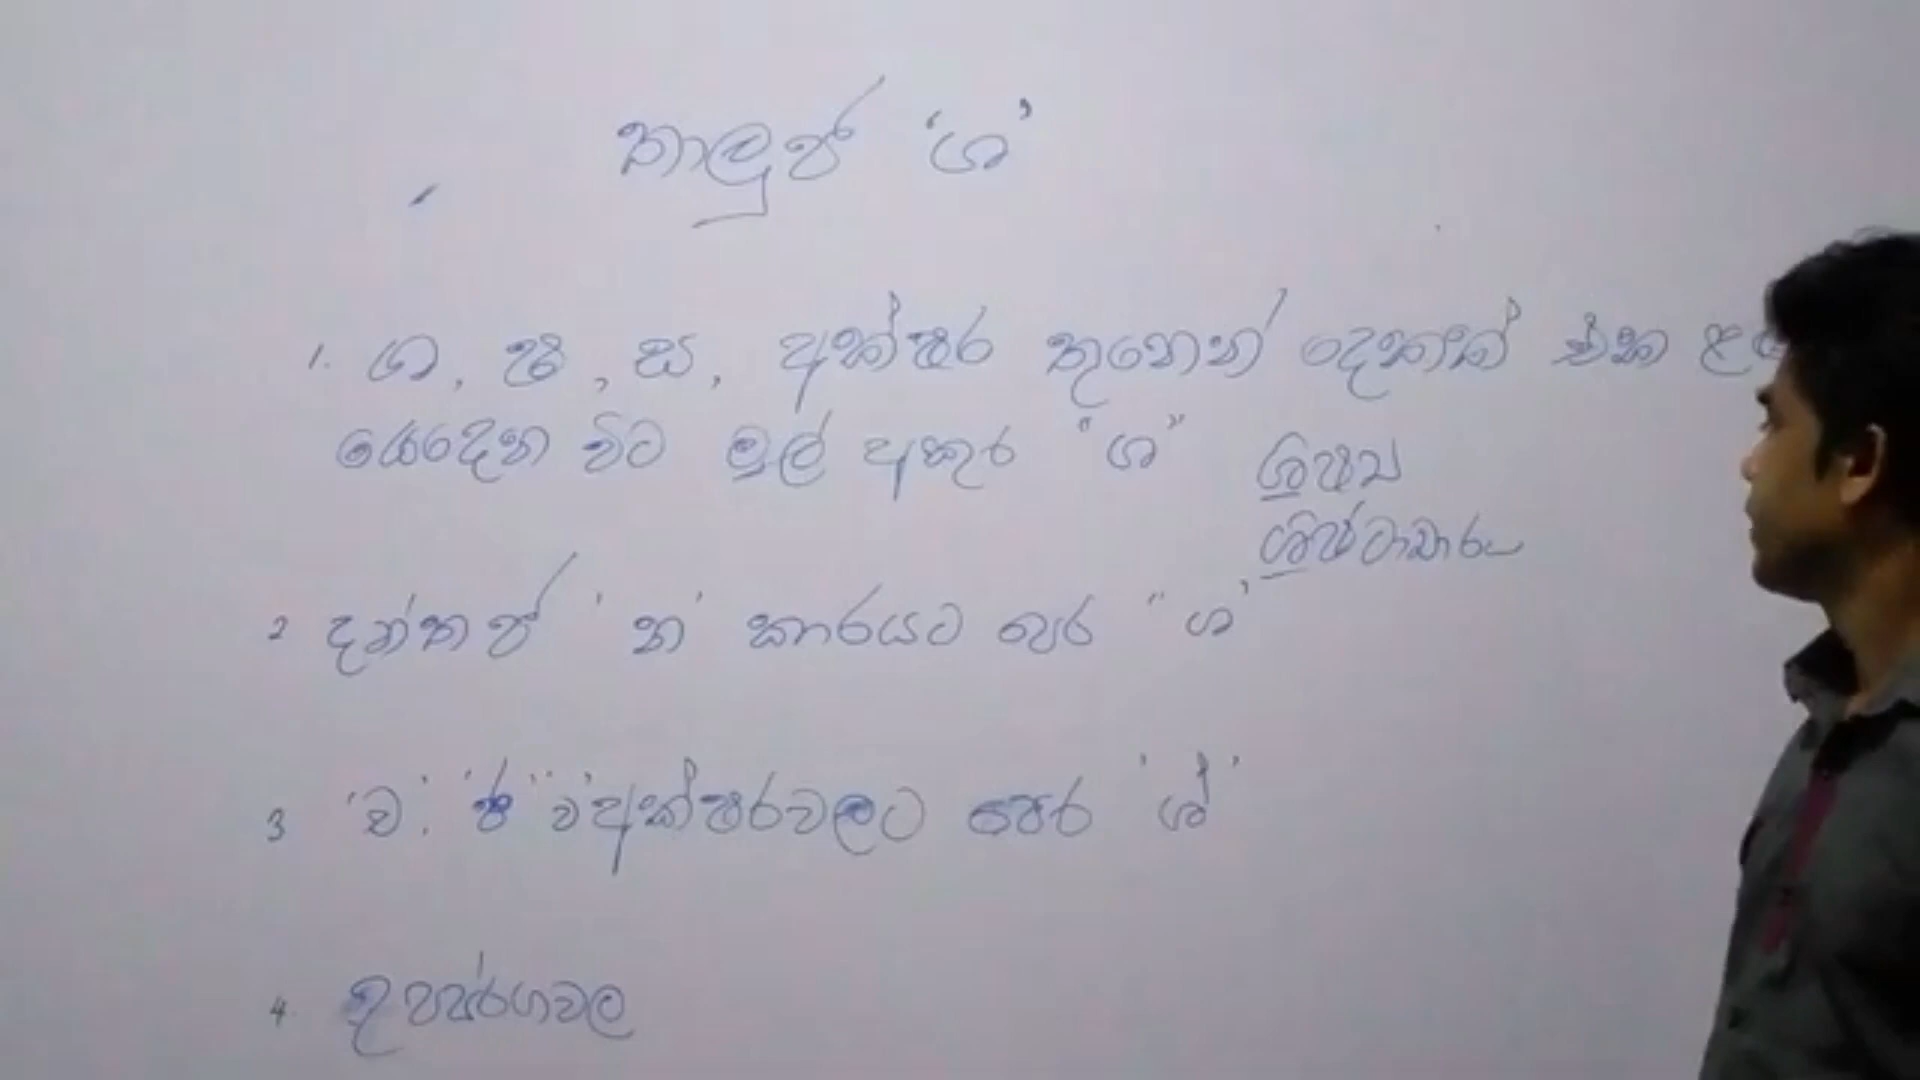 තාලුජ 'ශ'
1. ශ, ෂ, ස, අක්ෂර තුනෙන් දෙකක් එක
යෙදෙන විට මුල් අකුර "ශ"
ශිෂ්ටාචාරය
2 දන්තජ 'න' කාරයට පෙර "ශ'
3 'ච'. 'ජ' 'ව' අක්ෂරවලට පෙර 'ශ්'
4. උපසර්ගවල